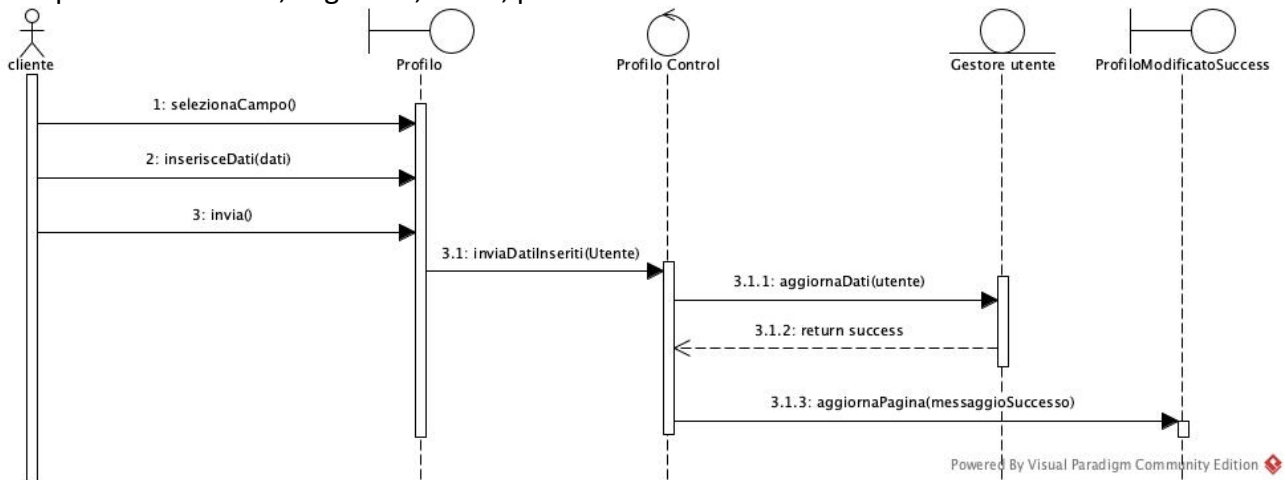 cliente
Profilo
Profilo Control
Gestore utente
ProfiloModificatoSuccess
1: selezionaCampo()
2: inserisceDati(dati)
3: invia()
3.1: inviaDatiInseriti(Utente)
3.1.1: aggiornaDati(utente)
3.1.2: return success
3.1.3: aggiornaPagina(messaggioSuccesso)
Powered By Visual Paradigm Community Edition